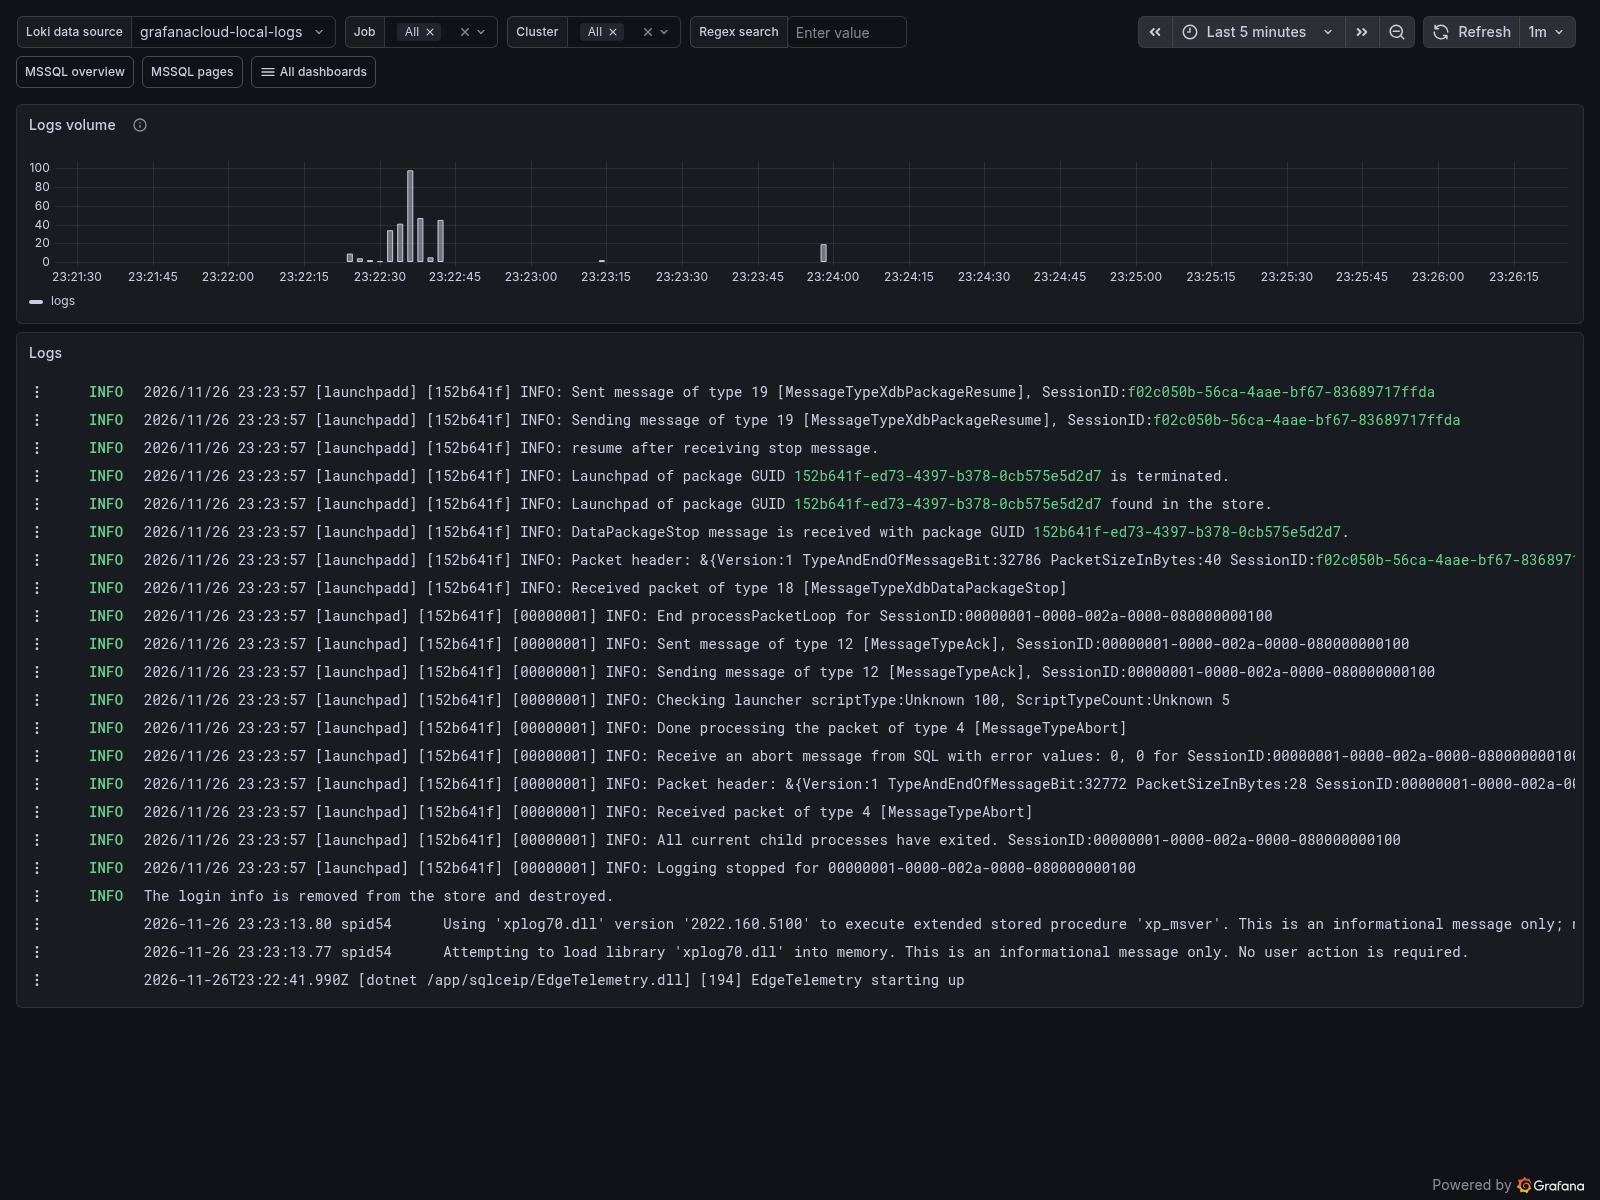 Loki data source grafanacloud-local-logs Job All Cluster All Regex search Enter value Last 5 minutes Refresh 1m
MSSQL overview MSSQL pages All dashboards
Logs volume
100
80
60
40
20
0
23:21:30 23:21:45 23:22:00 23:22:15 23:22:30 23:22:45 23:23:00 23:23:15 23:23:30 23:23:45 23:24:00 23:24:15 23:24:30 23:24:45 23:25:00 23:25:15 23:25:30 23:25:45 23:26:00 23:26:15
logs
Logs
INFO 2026/11/26 23:23:57 [launchpadd] [152b641f] INFO: Sent message of type 19 [MessageTypeXdbPackageResume], SessionID:f02c050b-56ca-4aae-bf67-83689717ffda
INFO 2026/11/26 23:23:57 [launchpadd] [152b641f] INFO: Sending message of type 19 [MessageTypeXdbPackageResume], SessionID:f02c050b-56ca-4aae-bf67-83689717ffda
INFO 2026/11/26 23:23:57 [launchpadd] [152b641f] INFO: resume after receiving stop message.
INFO 2026/11/26 23:23:57 [launchpadd] [152b641f] INFO: Launchpad of package GUID 152b641f-ed73-4397-b378-0cb575e5d2d7 is terminated.
INFO 2026/11/26 23:23:57 [launchpadd] [152b641f] INFO: Launchpad of package GUID 152b641f-ed73-4397-b378-0cb575e5d2d7 found in the store.
INFO 2026/11/26 23:23:57 [launchpadd] [152b641f] INFO: DataPackageStop message is received with package GUID 152b641f-ed73-4397-b378-0cb575e5d2d7.
INFO 2026/11/26 23:23:57 [launchpadd] [152b641f] INFO: Packet header: &{Version:1 TypeAndEndOfMessageBit:32786 PacketSizeInBytes:40 SessionID:f02c050b-56ca-4aae-bf67-836897
INFO 2026/11/26 23:23:57 [launchpadd] [152b641f] INFO: Received packet of type 18 [MessageTypeXdbDataPackageStop]
INFO 2026/11/26 23:23:57 [launchpad] [152b641f] [00000001] INFO: End processPacketLoop for SessionID:00000001-0000-002a-0000-080000000100
INFO 2026/11/26 23:23:57 [launchpad] [152b641f] [00000001] INFO: Sent message of type 12 [MessageTypeAck], SessionID:00000001-0000-002a-0000-080000000100
INFO 2026/11/26 23:23:57 [launchpad] [152b641f] [00000001] INFO: Sending message of type 12 [MessageTypeAck], SessionID:00000001-0000-002a-0000-080000000100
INFO 2026/11/26 23:23:57 [launchpad] [152b641f] [00000001] INFO: Checking launcher scriptType:Unknown 100, ScriptTypeCount:Unknown 5
INFO 2026/11/26 23:23:57 [launchpad] [152b641f] [00000001] INFO: Done processing the packet of type 4 [MessageTypeAbort]
INFO 2026/11/26 23:23:57 [launchpad] [152b641f] [00000001] INFO: Receive an abort message from SQL with error values: 0, 0 for SessionID:00000001-0000-002a-0000-080000000100
INFO 2026/11/26 23:23:57 [launchpad] [152b641f] [00000001] INFO: Packet header: &{Version:1 TypeAndEndOfMessageBit:32772 PacketSizeInBytes:28 SessionID:00000001-0000-002a-00
INFO 2026/11/26 23:23:57 [launchpad] [152b641f] [00000001] INFO: Received packet of type 4 [MessageTypeAbort]
INFO 2026/11/26 23:23:57 [launchpad] [152b641f] [00000001] INFO: All current child processes have exited. SessionID:00000001-0000-002a-0000-080000000100
INFO 2026/11/26 23:23:57 [launchpad] [152b641f] [00000001] INFO: Logging stopped for 00000001-0000-002a-0000-080000000100
INFO The login info is removed from the store and destroyed.
2026-11-26 23:23:13.80 spid54 Using 'xplog70.dll' version '2022.160.5100' to execute extended stored procedure 'xp_msver'. This is an informational message only;
2026-11-26 23:23:13.77 spid54 Attempting to load library 'xplog70.dll' into memory. This is an informational message only. No user action is required.
2026-11-26T23:22:41.990Z [dotnet /app/sqlceip/EdgeTelemetry.dll] [194] EdgeTelemetry starting up
Powered by Grafana